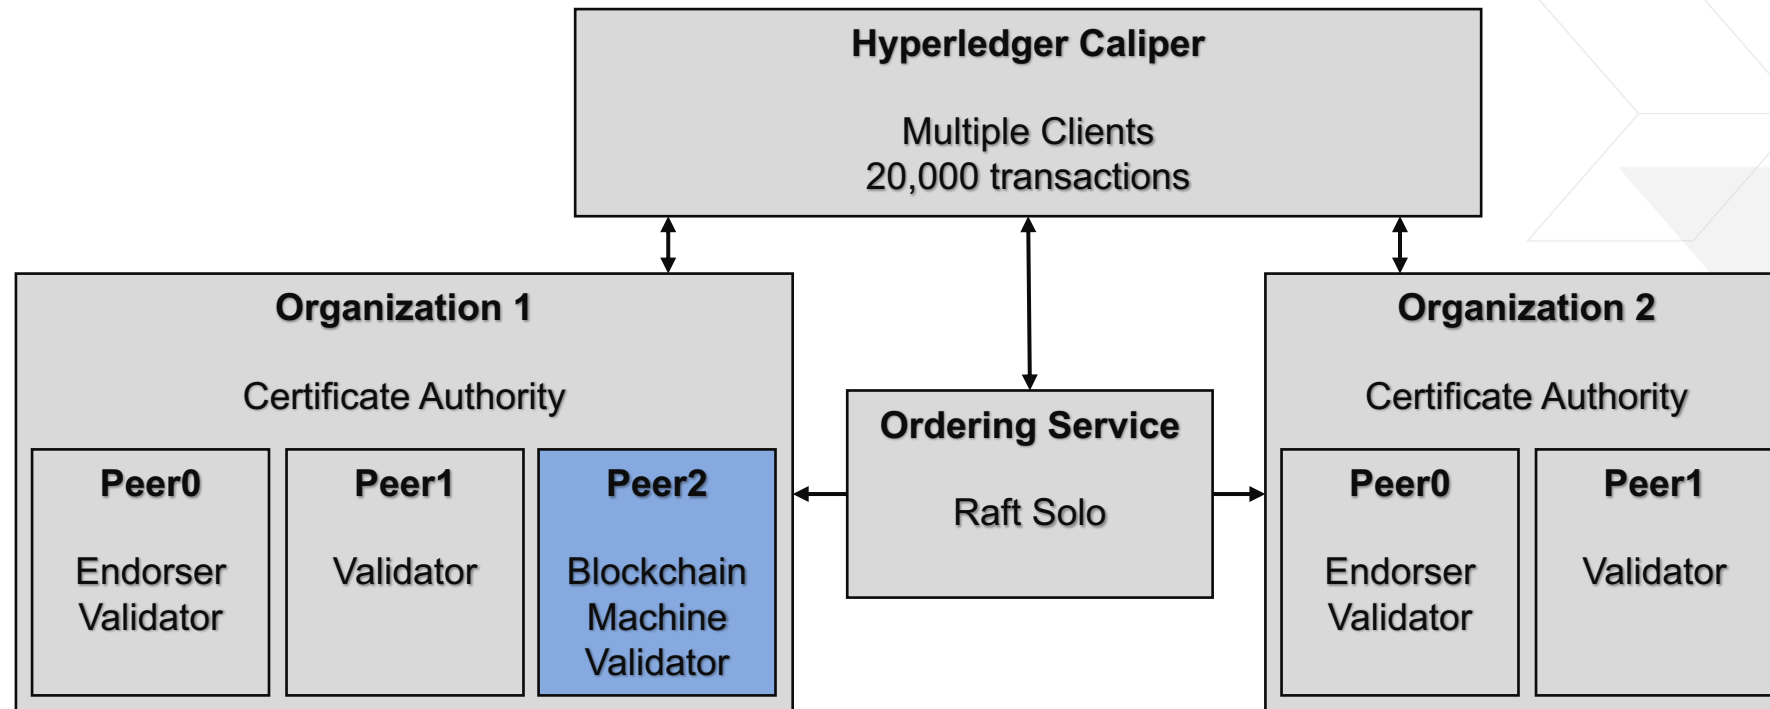 Hyperledger Caliper
Multiple Clients
20,000 transactions
Organization 1
Certificate Authority
Peer0
Endorser
Validator
Peer1
Validator
Peer2
Blockchain
Machine
Validator
Ordering Service
Raft Solo
Organization 2
Certificate Authority
Peer0
Endorser
Validator
Peer1
Validator